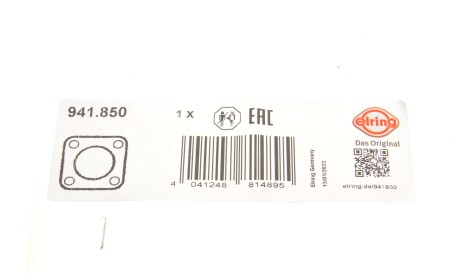 941.850
1 x
EAC
elring
Das Original
4 041248 814895
Elring Germany
13/01/2023
elring.de/941850